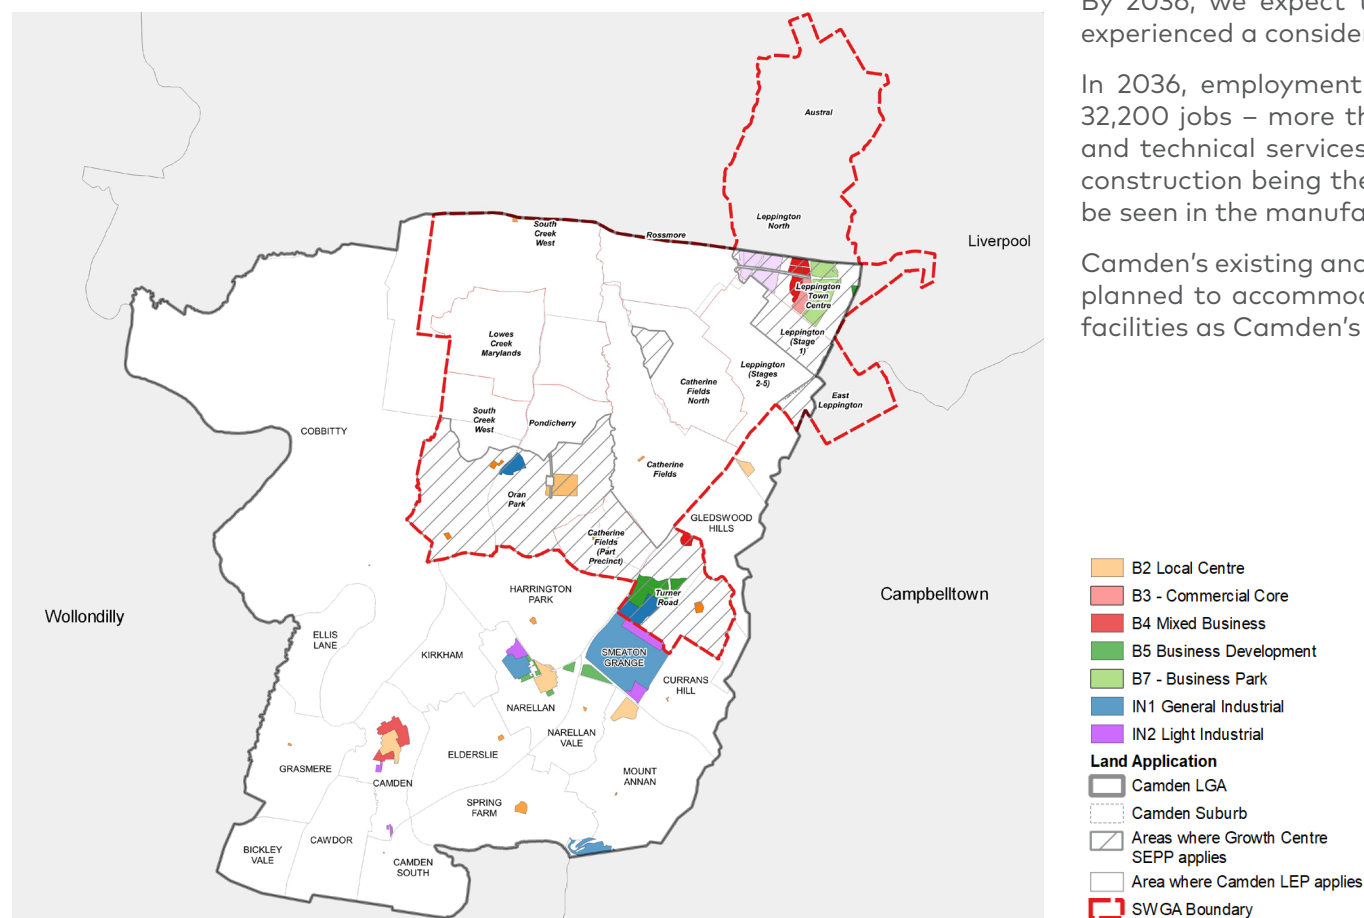 By 2036, we expect
experienced a consider
In 2036, employment
32,200 jobs – more th
and technical services
construction being the
be seen in the manufa
Camden's existing and
planned to accommod
facilities as Camden's
Austral
Leppington
North
South
Creek
West
Rossmore
Liverpool
Leppington
Town
Centre
Leppington
(Stage
1)
Lowes
Creek
Marylands
Leppington
(Stages
2-5)
Catherine
Fields
North
East
Leppington
South
Creek
West
Pondicherry
COBBITTY
Catherine
Fields
Oran
Park
GLEDSWOOD
HILLS
Catherine
Fields
(Part
Precinct)
HARRINGTON
PARK
Turner
Road
Campbelltown
Wollondilly
ELLIS
LANE
KIRKHAM
SMEATON
GRANGE
CURRANS
HILL
NARELLAN
NARELLAN
VALE
ELDERSLIE
GRASMERE
CAMDEN
MOUNT
ANNAN
SPRING
FARM
CAWDOR
BICKLEY
VALE
CAMDEN
SOUTH
B2 Local Centre
B3 - Commercial Core
B4 Mixed Business
B5 Business Development
B7 - Business Park
IN1 General Industrial
IN2 Light Industrial
Land Application
Camden LGA
Camden Suburb
Areas where Growth Centre
SEPP applies
Area where Camden LEP applies
SWGA Boundary